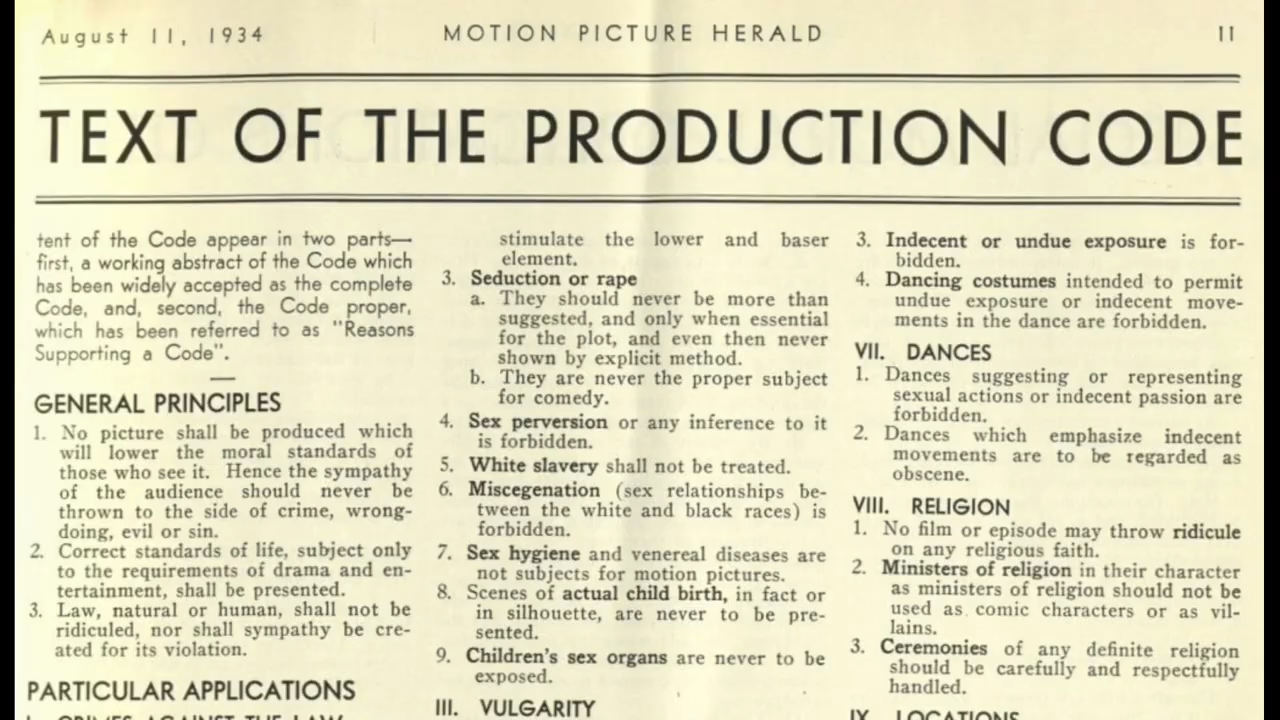 August 11, 1934
MOTION PICTURE HERALD
11
TEXT OF THE PRODUCTION CODE
tent of the Code appear in two parts—
first, a working abstract of the Code which
has been widely accepted as the complete
Code, and, second, the Code proper,
which has been referred to as "Reasons
Supporting a Code".
GENERAL PRINCIPLES
1. No picture shall be produced which
will lower the moral standards of
those who see it. Hence the sympathy
of the audience should never be
thrown to the side of crime, wrong-
doing, evil or sin.
2. Correct standards of life, subject only
to the requirements of drama and en-
tertainment, shall be presented.
3. Law, natural or human, shall not be
ridiculed, nor shall sympathy be cre-
ated for its violation.
PARTICULAR APPLICATIONS
I. CRIMES AGAINST THE LAW
stimulate the lower and baser
element.
3. Seduction or rape
a. They should never be more than
suggested, and only when essential
for the plot, and even then never
shown by explicit method.
b. They are never the proper subject
for comedy.
4. Sex perversion or any inference to it
is forbidden.
5. White slavery shall not be treated.
6. Miscegenation (sex relationships be-
tween the white and black races) is
forbidden.
7. Sex hygiene and venereal diseases are
not subjects for motion pictures.
8. Scenes of actual child birth, in fact or
in silhouette, are never to be pre-
sented.
9. Children's sex organs are never to be
exposed.
III. VULGARITY
3. Indecent or undue exposure is for-
bidden.
4. Dancing costumes intended to permit
undue exposure or indecent move-
ments in the dance are forbidden.
VII. DANCES
1. Dances suggesting or representing
sexual actions or indecent passion are
forbidden.
2. Dances which emphasize indecent
movements are to be regarded as
obscene.
VIII. RELIGION
1. No film or episode may throw ridicule
on any religious faith.
2. Ministers of religion in their character
as ministers of religion should not be
used as comic characters or as vil-
lains.
3. Ceremonies of any definite religion
should be carefully and respectfully
handled.
IX. LOCATIONS